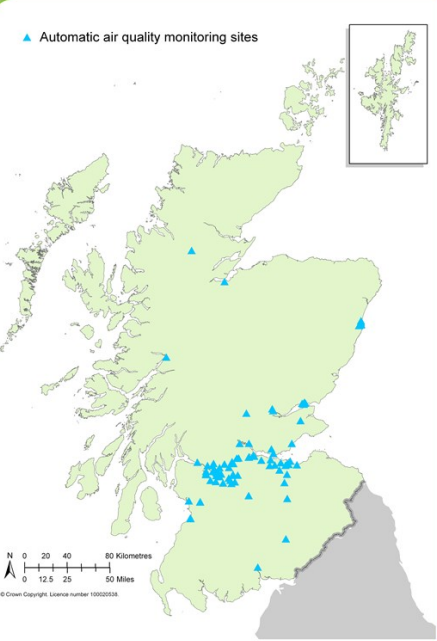 Automatic air quality monitoring sites
N
0 20 40 80 Kilometres
0 12.5 25 50 Miles
© Crown Copyright. Licence number 100020538.